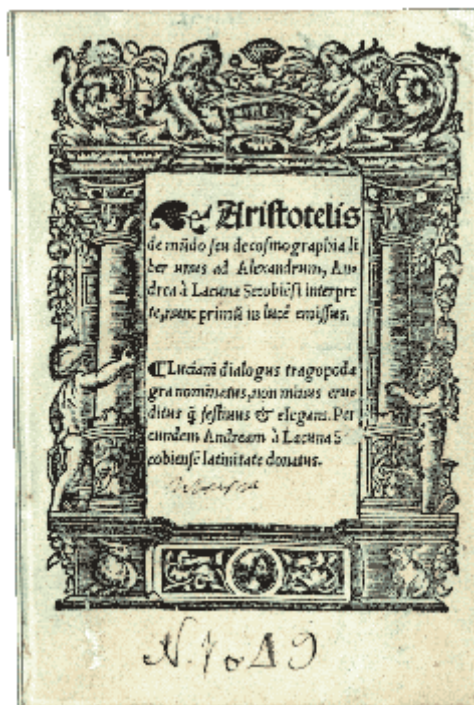 Aristotelis
de mũdo seu de cosmographia li
ber unus ad Alexandrum, An
drea à Lacuna Secobiẽsi interpre
te, nunc primũ in lucẽ emissus.
¶Luciani dialogus tragopoda
gra nominatus, non minus eru
ditus q̃ festiuus & elegans. Per
eundem Andream à Lacuna S
cobiensẽ latinitate donatus.
N. 1049